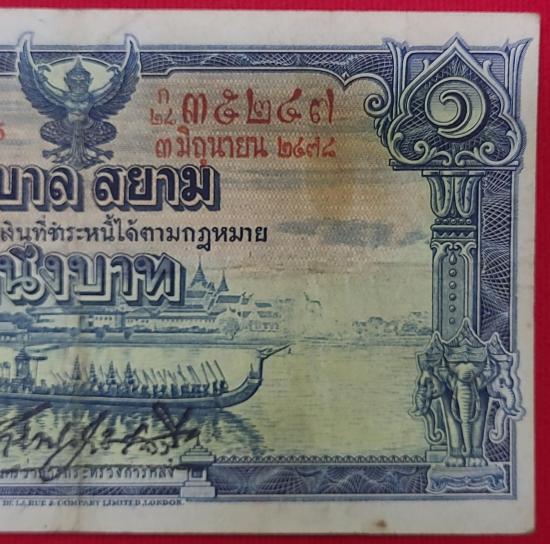 ก
๒๔ ๓๕๒๔๗
๓ มิถุนายน ๒๔๗๘
๑
บาล สยาม
เงินที่ชำระหนี้ได้ตามกฎหมาย
หนึ่งบาท
DE LA RUE & COMPANY LIMITED, LONDON.